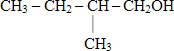 CH₃ – CH₂ – CH – CH₂OH
CH₃